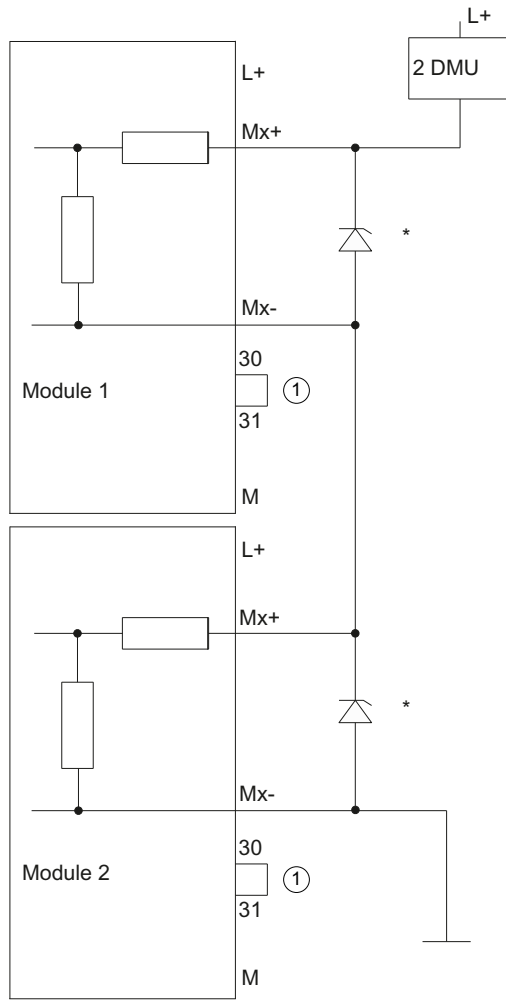 L+
2 DMU
L+
Mx+
*
Mx-
30
Module 1
①
31
M
L+
Mx+
*
Mx-
30
Module 2
①
31
M